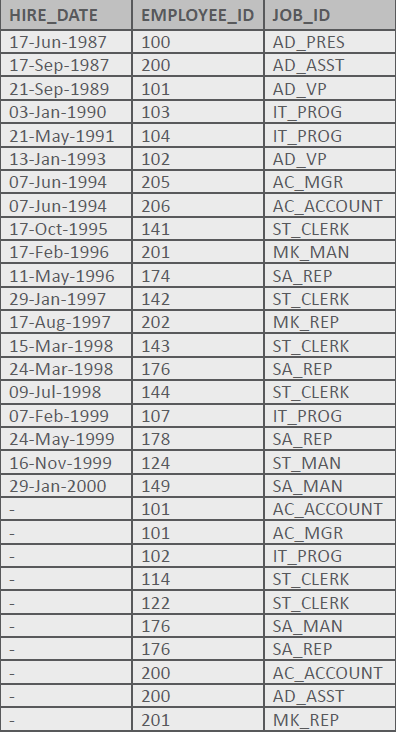 HIRE_DATE EMPLOYEE_ID JOB_ID
17-Jun-1987 100 AD_PRES
17-Sep-1987 200 AD_ASST
21-Sep-1989 101 AD_VP
03-Jan-1990 103 IT_PROG
21-May-1991 104 IT_PROG
13-Jan-1993 102 AD_VP
07-Jun-1994 205 AC_MGR
07-Jun-1994 206 AC_ACCOUNT
17-Oct-1995 141 ST_CLERK
17-Feb-1996 201 MK_MAN
11-May-1996 174 SA_REP
29-Jan-1997 142 ST_CLERK
17-Aug-1997 202 MK_REP
15-Mar-1998 143 ST_CLERK
24-Mar-1998 176 SA_REP
09-Jul-1998 144 ST_CLERK
07-Feb-1999 107 IT_PROG
24-May-1999 178 SA_REP
16-Nov-1999 124 ST_MAN
29-Jan-2000 149 SA_MAN
- 101 AC_ACCOUNT
- 101 AC_MGR
- 102 IT_PROG
- 114 ST_CLERK
- 122 ST_CLERK
- 176 SA_MAN
- 176 SA_REP
- 200 AC_ACCOUNT
- 200 AD_ASST
- 201 MK_REP